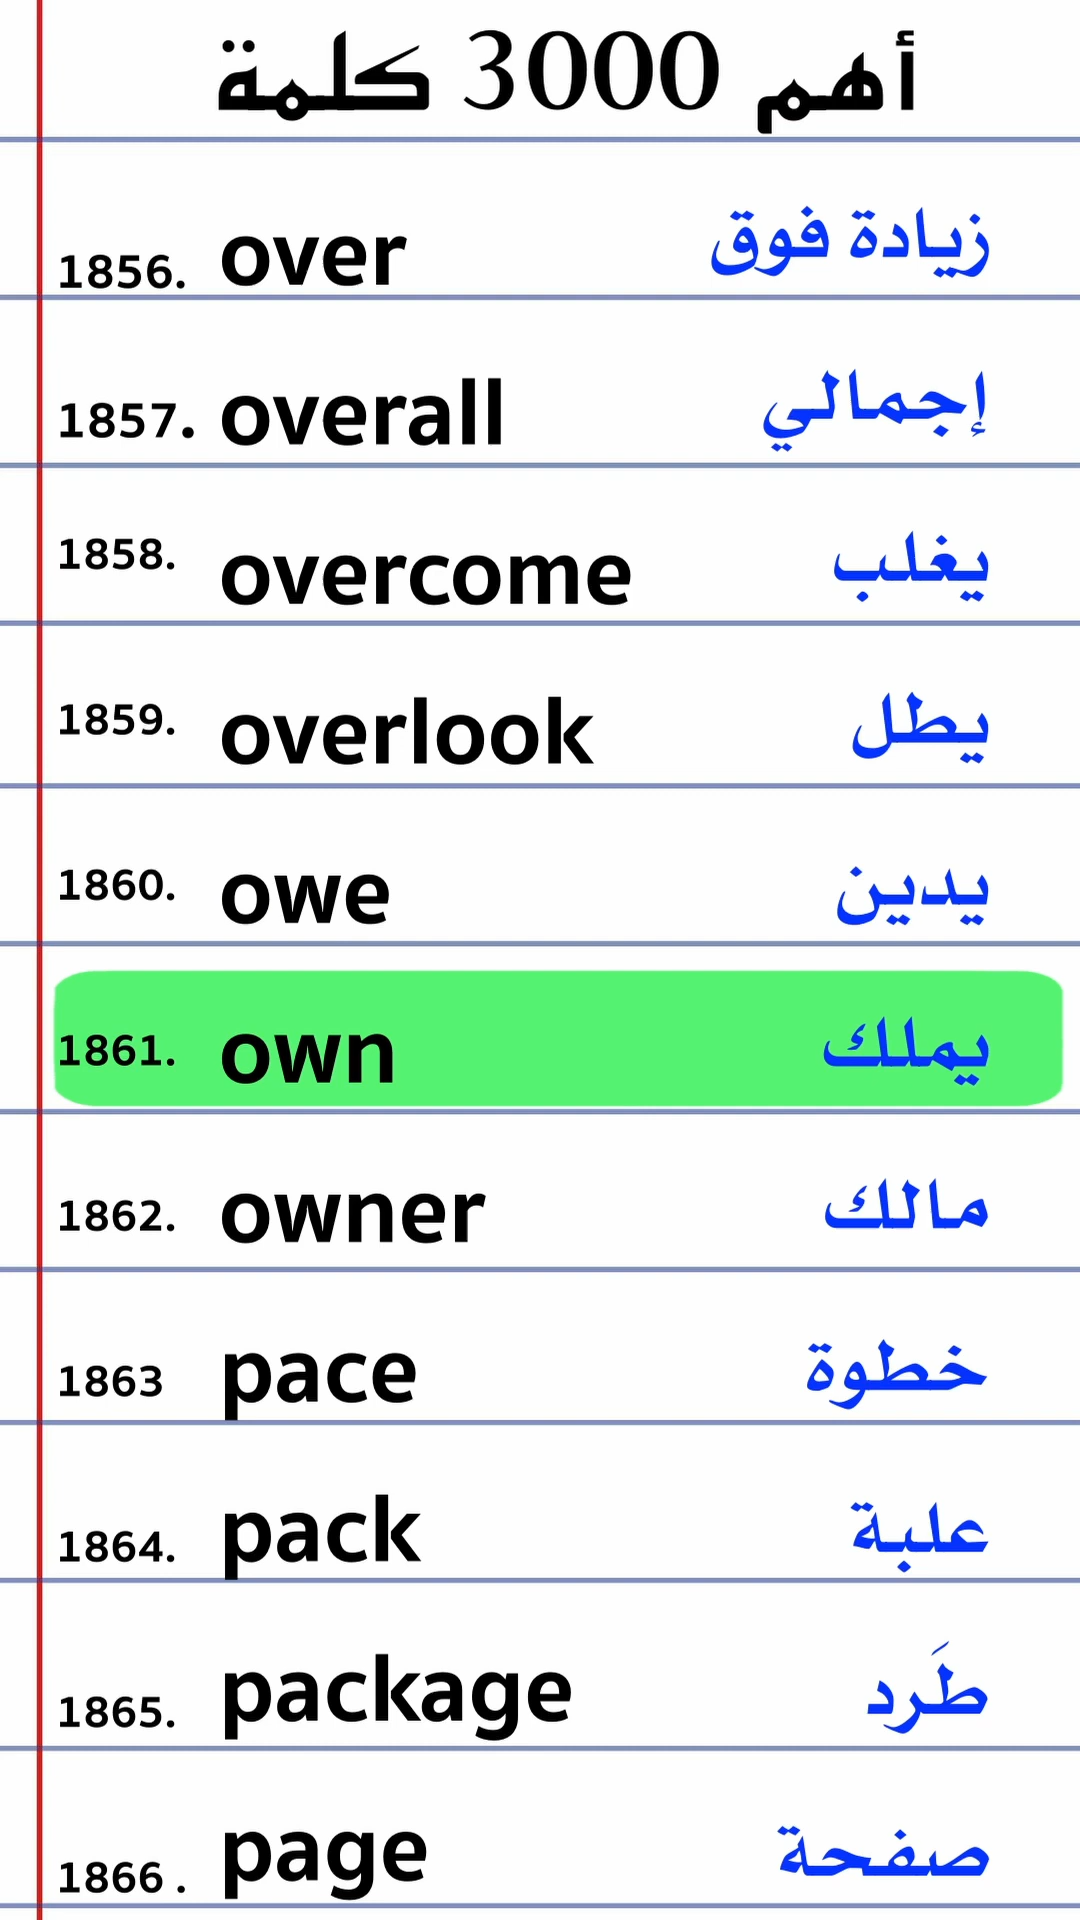 أهم 3000 كلمة
1856. over زيادة فوق
1857. overall إجمالي
1858. overcome يغلب
1859. overlook يطل
1860. owe يدين
1861. own يملك
1862. owner مالك
1863 pace خطوة
1864. pack علبة
1865. package طَرد
1866 . page صفحة